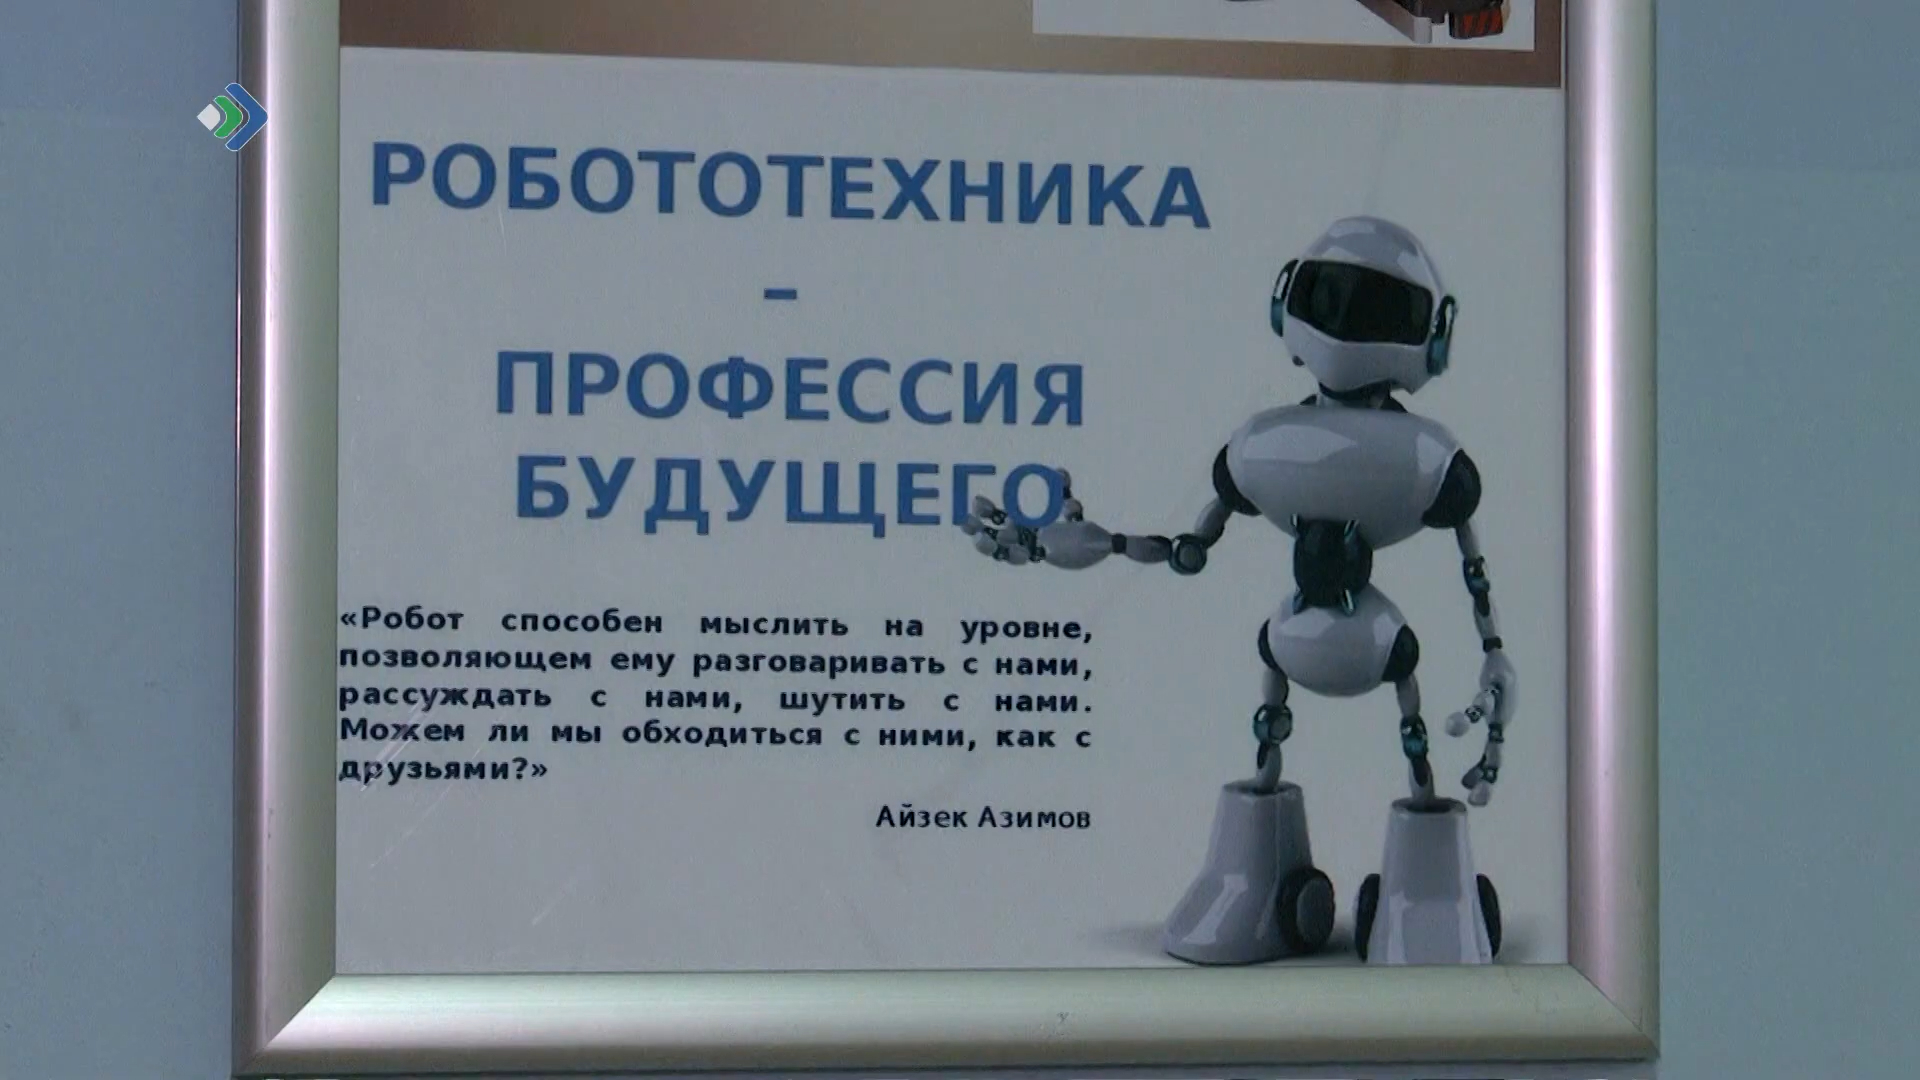 РОБОТОТЕХНИКА
–
ПРОФЕССИЯ
БУДУЩЕГО
«Робот способен мыслить на уровне,
позволяющем ему разговаривать с нами,
рассуждать с нами, шутить с нами.
Можем ли мы обходиться с ними, как с
друзьями?»
Айзек Азимов